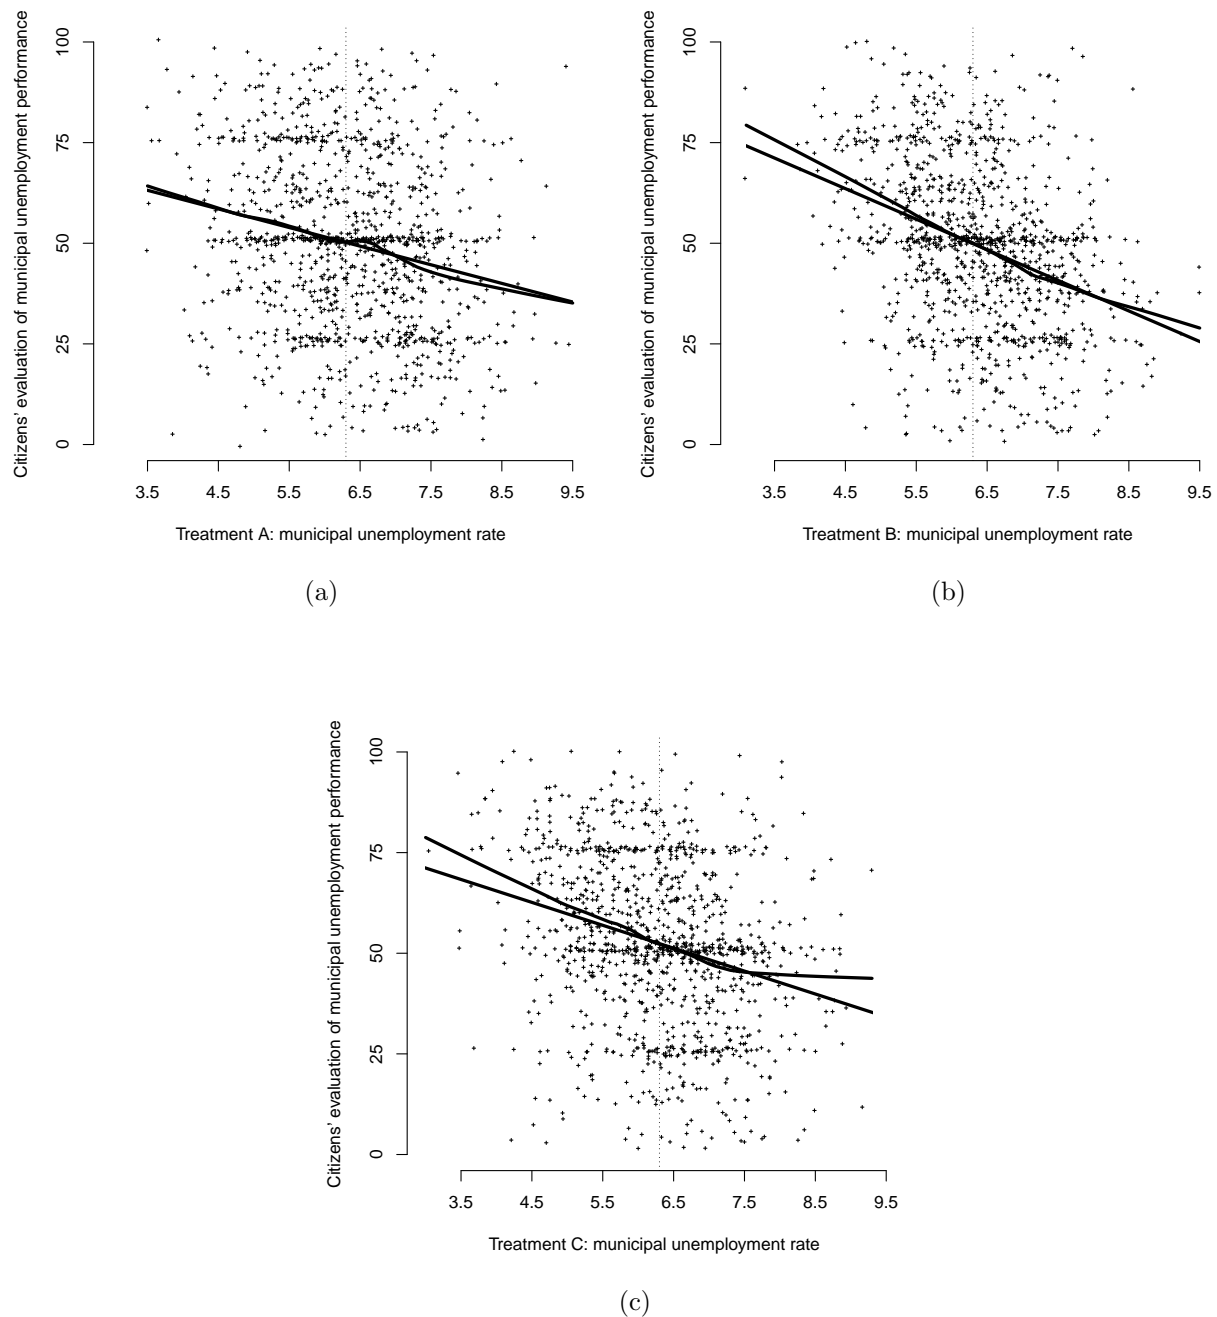 Citizens’ evaluation of municipal unemployment performance
100
75
50
25
0
3.5 4.5 5.5 6.5 7.5 8.5 9.5
Treatment A: municipal unemployment rate
(a)
Citizens’ evaluation of municipal unemployment performance
100
75
50
25
0
3.5 4.5 5.5 6.5 7.5 8.5 9.5
Treatment B: municipal unemployment rate
(b)
Citizens’ evaluation of municipal unemployment performance
100
75
50
25
0
3.5 4.5 5.5 6.5 7.5 8.5 9.5
Treatment C: municipal unemployment rate
(c)